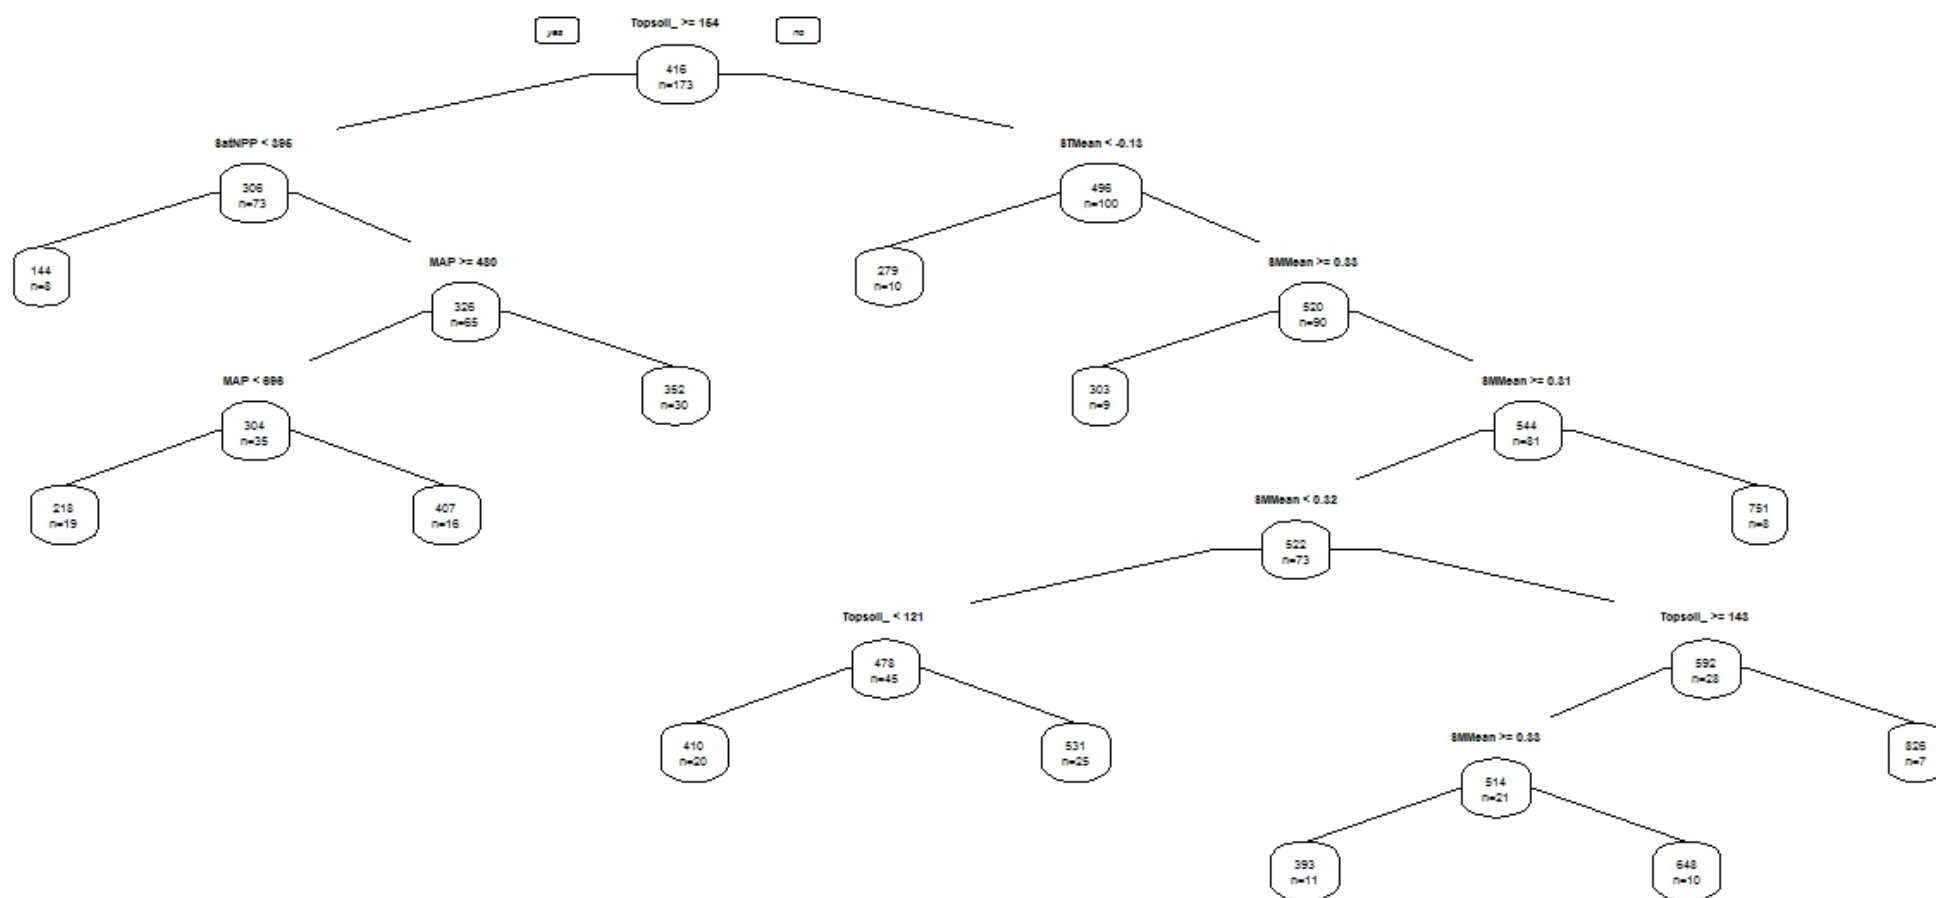 yes
Topsoil_ >= 154
no
416
n=173
SatNPP < 395
STMean < -0.13
306
n=73
496
n=100
144
n=8
MAP >= 480
279
n=10
SMMean >= 0.33
326
n=65
520
n=90
MAP < 696
352
n=30
303
n=9
SMMean >= 0.31
304
n=35
544
n=81
218
n=19
407
n=16
SMMean < 0.32
751
n=8
522
n=73
Topsoil_ < 121
Topsoil_ >= 143
478
n=45
592
n=28
410
n=20
531
n=25
SMMean >= 0.33
826
n=7
514
n=21
393
n=11
648
n=10